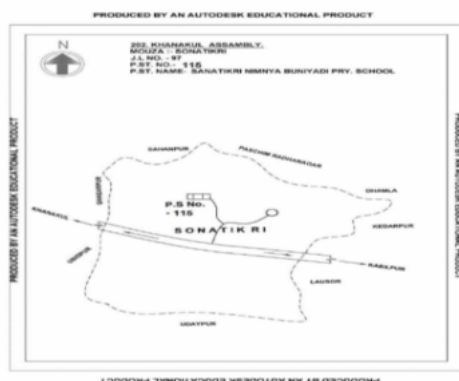 PRODUCED BY AN AUTODESK EDUCATIONAL PRODUCT
N
202, KHANAKUL ASSAMBLY,
MOUZA :- SONATIKRI
J.L NO. - 97
P.ST. NO.- 115
P.ST. NAME- SANATIKRI NIMNYA BUNIYADI PRY. SCHOOL
SAHANPUR
PASCHIM RADHANAGAR
DHAMLA
P.S No.
- 115
KHANAKUL
SONATIKRI
KEDARPUR
KABILPUR
LAUSOR
UDAYPUR
PRODUCED BY AN AUTODESK EDUCATIONAL PRODUCT
PRODUCED BY AN AUTODESK EDUCATIONAL PRODUCT
PRODUCED BY AN AUTODESK EDUCATIONAL PRODUCT